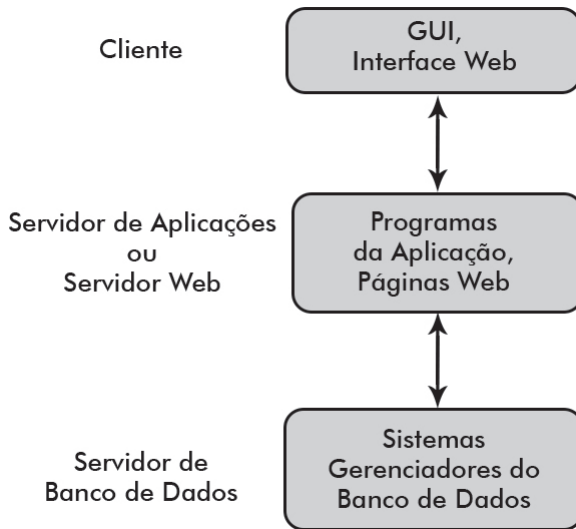 Cliente
GUI,
Interface Web
Servidor de Aplicações
ou
Servidor Web
Programas
da Aplicação,
Páginas Web
Servidor de
Banco de Dados
Sistemas
Gerenciadores do
Banco de Dados